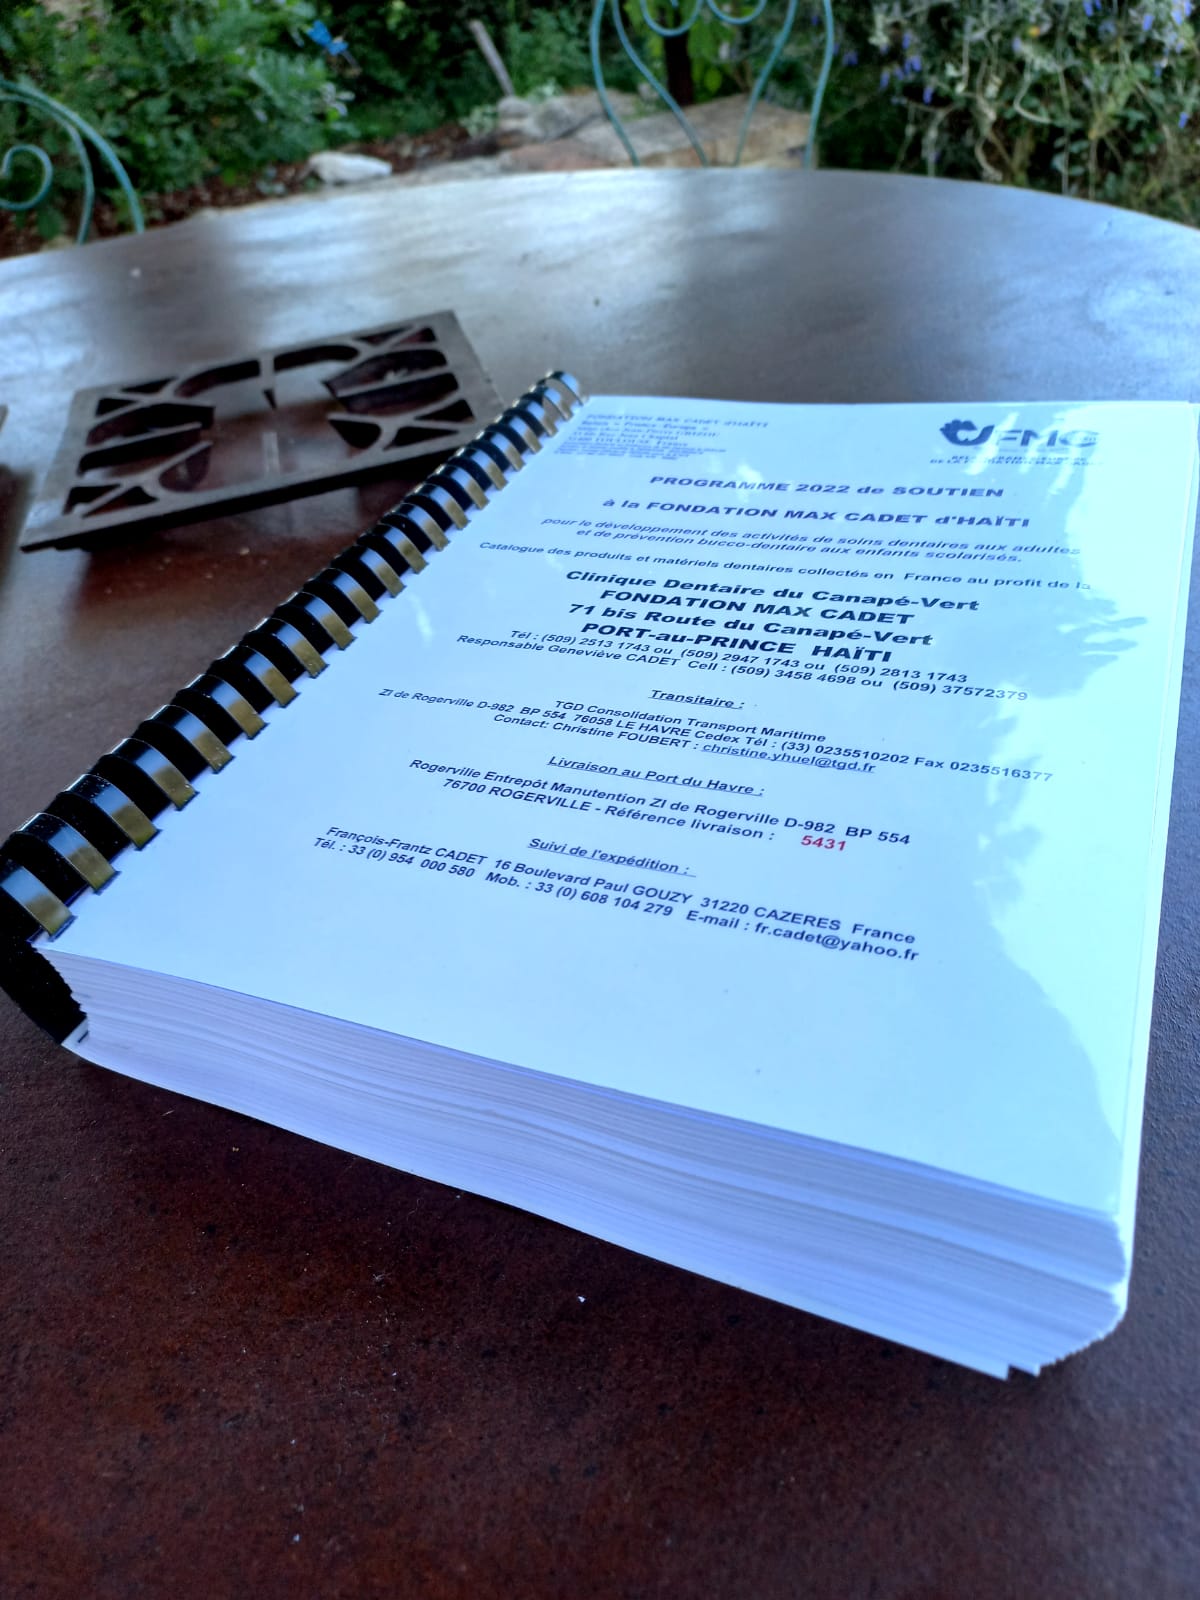 FONDATION MAX CADET d'HAÏTI
FMC
PROGRAMME 2022 de SOUTIEN
à la FONDATION MAX CADET d'HAÏTI
pour le développement des activités de soins dentaires aux adultes
et de prévention bucco-dentaire aux enfants scolarisés.
Catalogue des produits et matériels dentaires collectés en France au profit de la
Clinique Dentaire du Canapé-Vert
FONDATION MAX CADET
71 bis Route du Canapé-Vert
PORT-au-PRINCE HAÏTI
Tél : (509) 2513 1743 ou (509) 2947 1743 ou (509) 2813 1743
Responsable Geneviève CADET Cell : (509) 3458 4698 ou (509) 37572379
Transitaire :
TGD Consolidation Transport Maritime
ZI de Rogerville D-982 BP 554 76058 LE HAVRE Cedex Tél : (33) 0235510202 Fax 0235516377
Contact: Christine FOUBERT : christine.yhuel@tgd.fr
Livraison au Port du Havre :
Rogerville Entrepôt Manutention ZI de Rogerville D-982 BP 554
76700 ROGERVILLE - Référence livraison : 5431
Suivi de l'expédition :
François-Frantz CADET 16 Boulevard Paul GOUZY 31220 CAZERES France
Tél. : 33 (0) 954 000 580 Mob. : 33 (0) 608 104 279 E-mail : fr.cadet@yahoo.fr